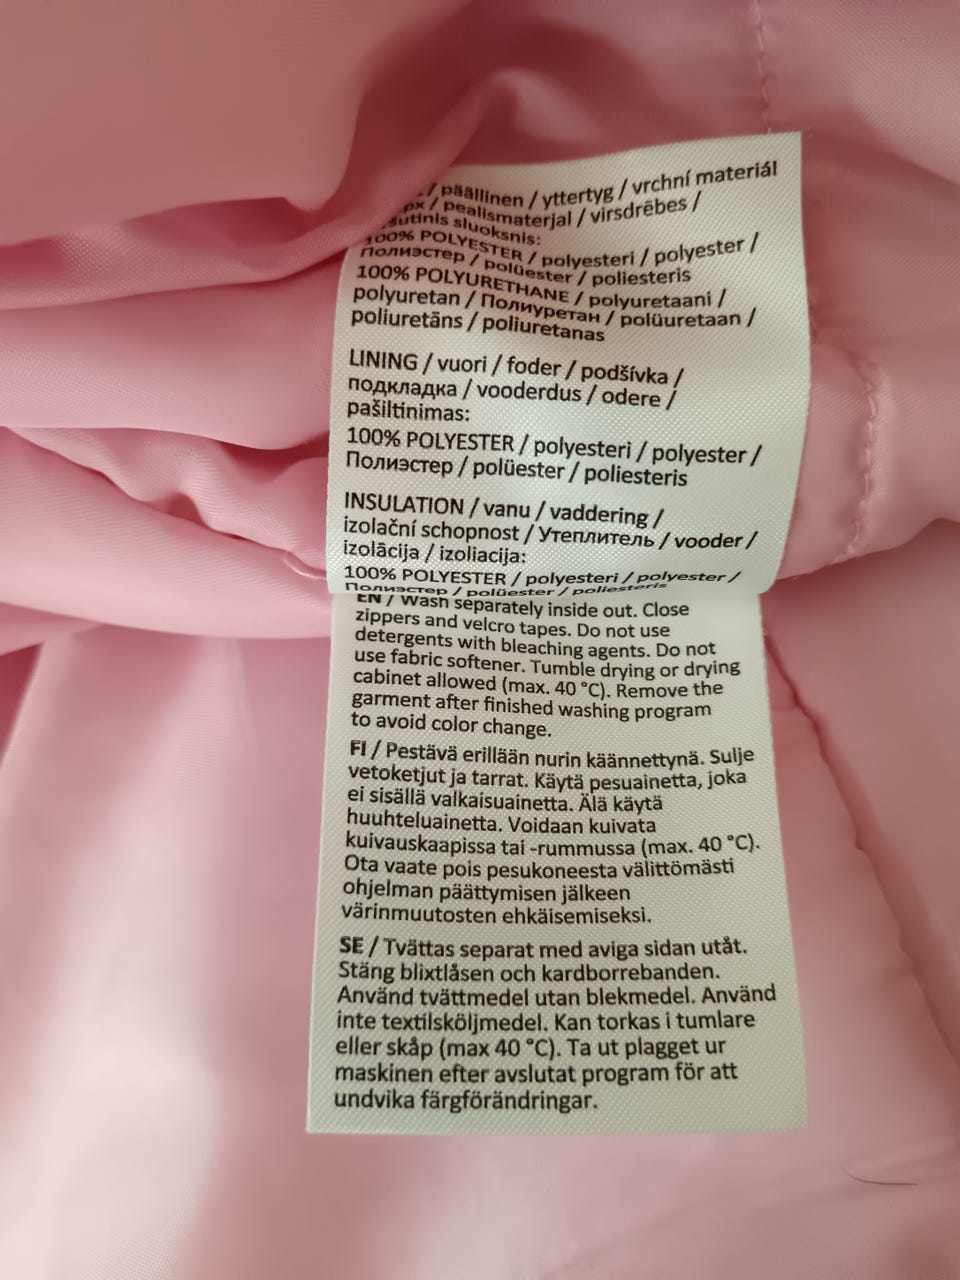 / päällinen / yttertyg / vrchní materiál
/ pealismaterjal / virsdrēbes /
sluoksnis:
100% POLYESTER / polyesteri / polyester /
Полиэстер / polüester / poliesteris
100% POLYURETHANE / polyuretaani /
polyuretan / Полиуретан / polüuretaan /
poliuretāns / poliuretanas
LINING / vuori / foder / podšívka /
подкладка / vooderdus / odere /
pašiltinimas:
100% POLYESTER / polyesteri / polyester /
Полиэстер / polüester / poliesteris
INSULATION / vanu / vaddering /
izolační schopnost / Утеплитель / vooder /
izolācija / izoliacija:
100% POLYESTER / polyesteri / polyester /
Полиэстер / polüester / poliesteris
EN / Wash separately inside out. Close
zippers and velcro tapes. Do not use
detergents with bleaching agents. Do not
use fabric softener. Tumble drying or drying
cabinet allowed (max. 40 °C). Remove the
garment after finished washing program
to avoid color change.
FI / Pestävä erillään nurin käännettynä. Sulje
vetoketjut ja tarrat. Käytä pesuainetta, joka
ei sisällä valkaisuainetta. Älä käytä
huuhteluainetta. Voidaan kuivata
kuivauskaapissa tai -rummussa (max. 40 °C).
Ota vaate pois pesukoneesta välittömästi
ohjelman päättymisen jälkeen
värinmuutosten ehkäisemiseksi.
SE / Tvättas separat med aviga sidan utåt.
Stäng blixtlåsen och kardborrebanden.
Använd tvättmedel utan blekmedel. Använd
inte textilsköljmedel. Kan torkas i tumlare
eller skåp (max 40 °C). Ta ut plagget ur
maskinen efter avslutat program för att
undvika färgförändringar.